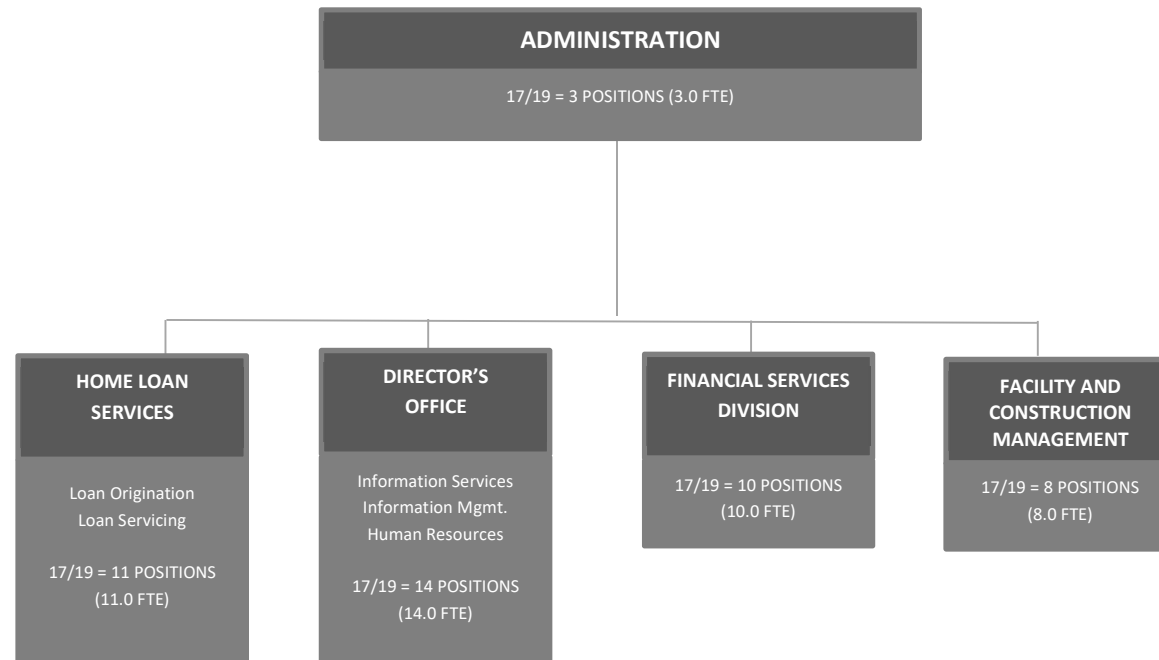 ADMINISTRATION
17/19 = 3 POSITIONS (3.0 FTE)
HOME LOAN
SERVICES
Loan Origination
Loan Servicing
17/19 = 11 POSITIONS
(11.0 FTE)
DIRECTOR’S
OFFICE
Information Services
Information Mgmt.
Human Resources
17/19 = 14 POSITIONS
(14.0 FTE)
FINANCIAL SERVICES
DIVISION
17/19 = 10 POSITIONS
(10.0 FTE)
FACILITY AND
CONSTRUCTION
MANAGEMENT
17/19 = 8 POSITIONS
(8.0 FTE)